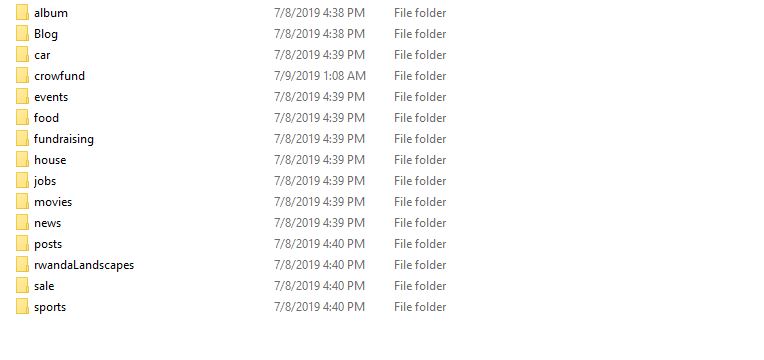 album 7/8/2019 4:38 PM File folder
Blog 7/8/2019 4:38 PM File folder
car 7/8/2019 4:39 PM File folder
crowfund 7/9/2019 1:08 AM File folder
events 7/8/2019 4:39 PM File folder
food 7/8/2019 4:39 PM File folder
fundraising 7/8/2019 4:39 PM File folder
house 7/8/2019 4:39 PM File folder
jobs 7/8/2019 4:39 PM File folder
movies 7/8/2019 4:39 PM File folder
news 7/8/2019 4:39 PM File folder
posts 7/8/2019 4:40 PM File folder
rwandaLandscapes 7/8/2019 4:40 PM File folder
sale 7/8/2019 4:40 PM File folder
sports 7/8/2019 4:40 PM File folder